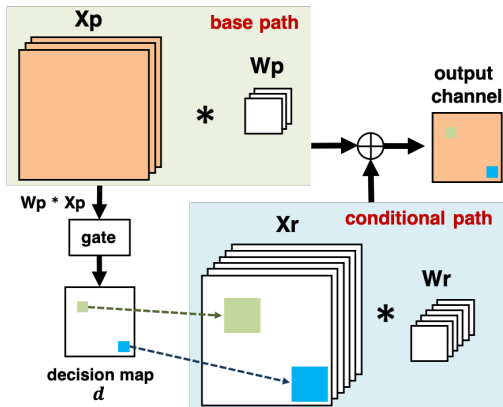 Xp
base path
Wp
*
output
channel
Wp * Xp
gate
conditional path
Xr
Wr
*
decision map
d